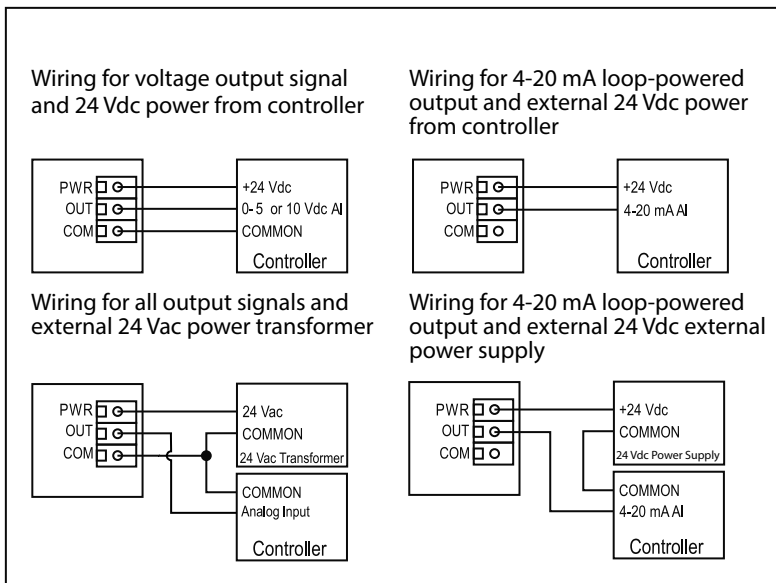 Wiring for voltage output signal
and 24 Vdc power from controller
PWR
OUT
COM
+24 Vdc
0-5 or 10 Vdc AI
COMMON
Controller
Wiring for 4-20 mA loop-powered
output and external 24 Vdc power
from controller
PWR
OUT
COM
+24 Vdc
4-20 mA AI
Controller
Wiring for all output signals and
external 24 Vac power transformer
PWR
OUT
COM
24 Vac
COMMON
24 Vac Transformer
COMMON
Analog Input
Controller
Wiring for 4-20 mA loop-powered
output and external 24 Vdc external
power supply
PWR
OUT
COM
+24 Vdc
COMMON
24 Vdc Power Supply
COMMON
4-20 mA AI
Controller